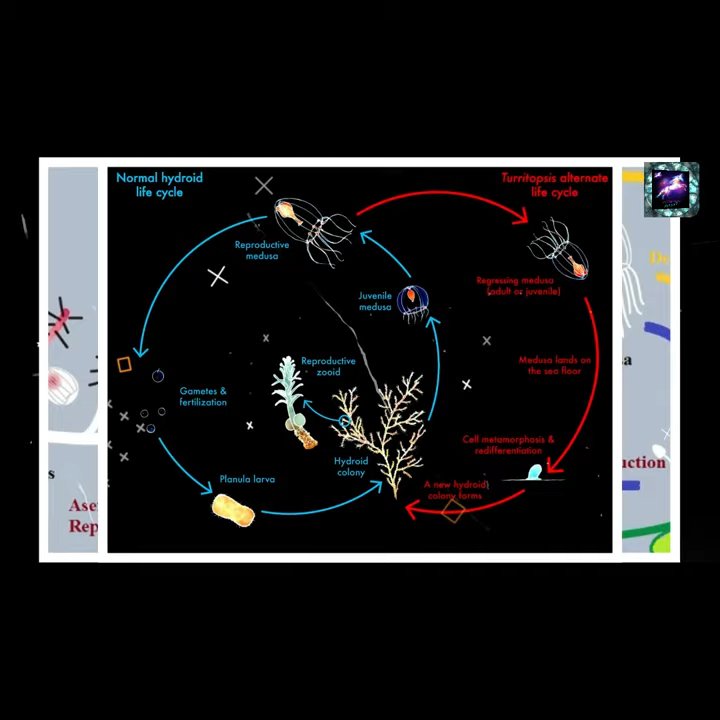 Normal hydroid
life cycle
Turritopsis alternate
life cycle
Reproductive
medusa
Regressing medusa
(adult or juvenile)
Juvenile
medusa
Reproductive
zooid
Medusa lands on
the sea floor
Gametes &
fertilization
Cell metamorphosis &
redifferentiation
Hydroid
colony
Planula larva
A new hydroid
colony forms